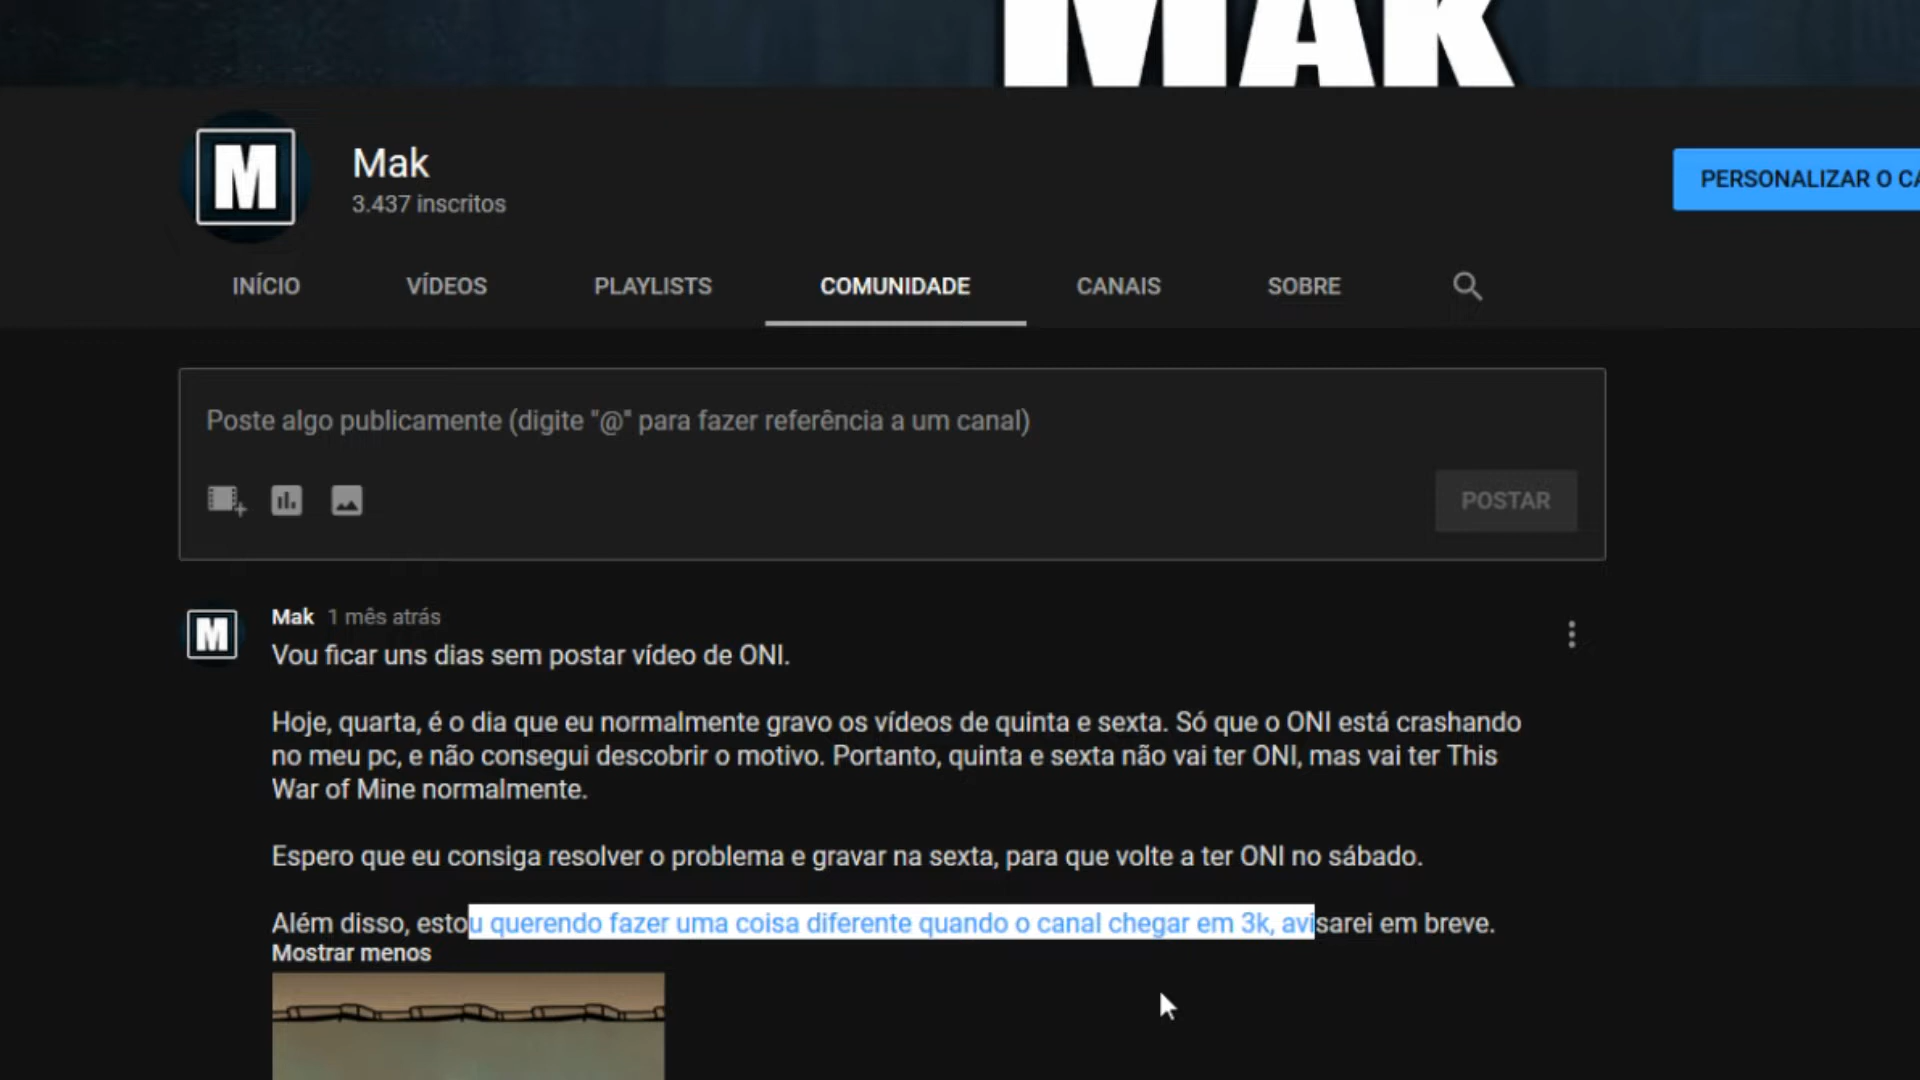 MAK
M
Mak
3.437 inscritos
PERSONALIZAR O
INÍCIO VÍDEOS PLAYLISTS COMUNIDADE CANAIS SOBRE
Poste algo publicamente (digite "@" para fazer referência a um canal)
POSTAR
M
Mak 1 mês atrás
Vou ficar uns dias sem postar vídeo de ONI.
Hoje, quarta, é o dia que eu normalmente gravo os vídeos de quinta e sexta. Só que o ONI está crashando
no meu pc, e não consegui descobrir o motivo. Portanto, quinta e sexta não vai ter ONI, mas vai ter This
War of Mine normalmente.
Espero que eu consiga resolver o problema e gravar na sexta, para que volte a ter ONI no sábado.
Além disso, estou querendo fazer uma coisa diferente quando o canal chegar em 3k, avisarei em breve.
Mostrar menos